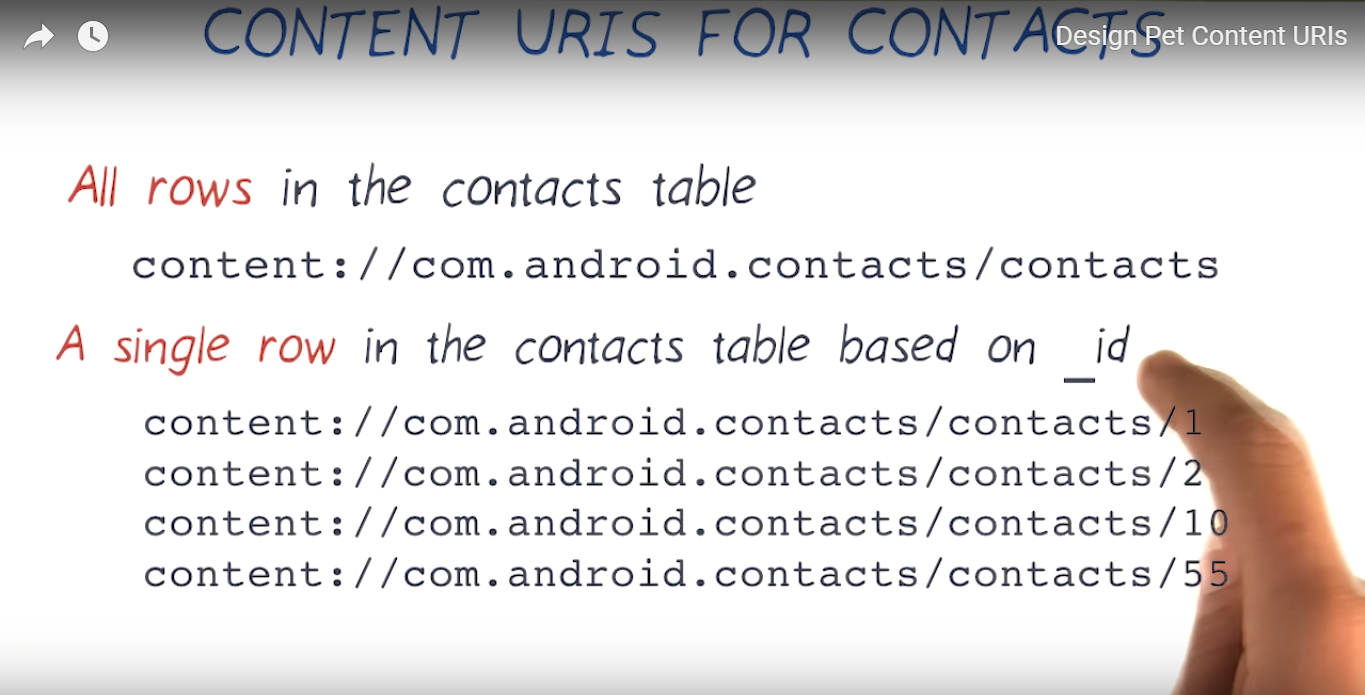 CONTENT URIS FOR CONTACTS
Design Pet Content URIs
All rows in the contacts table
content://com.android.contacts/contacts
A single row in the contacts table based on _id
content://com.android.contacts/contacts/1
content://com.android.contacts/contacts/2
content://com.android.contacts/contacts/10
content://com.android.contacts/contacts/55